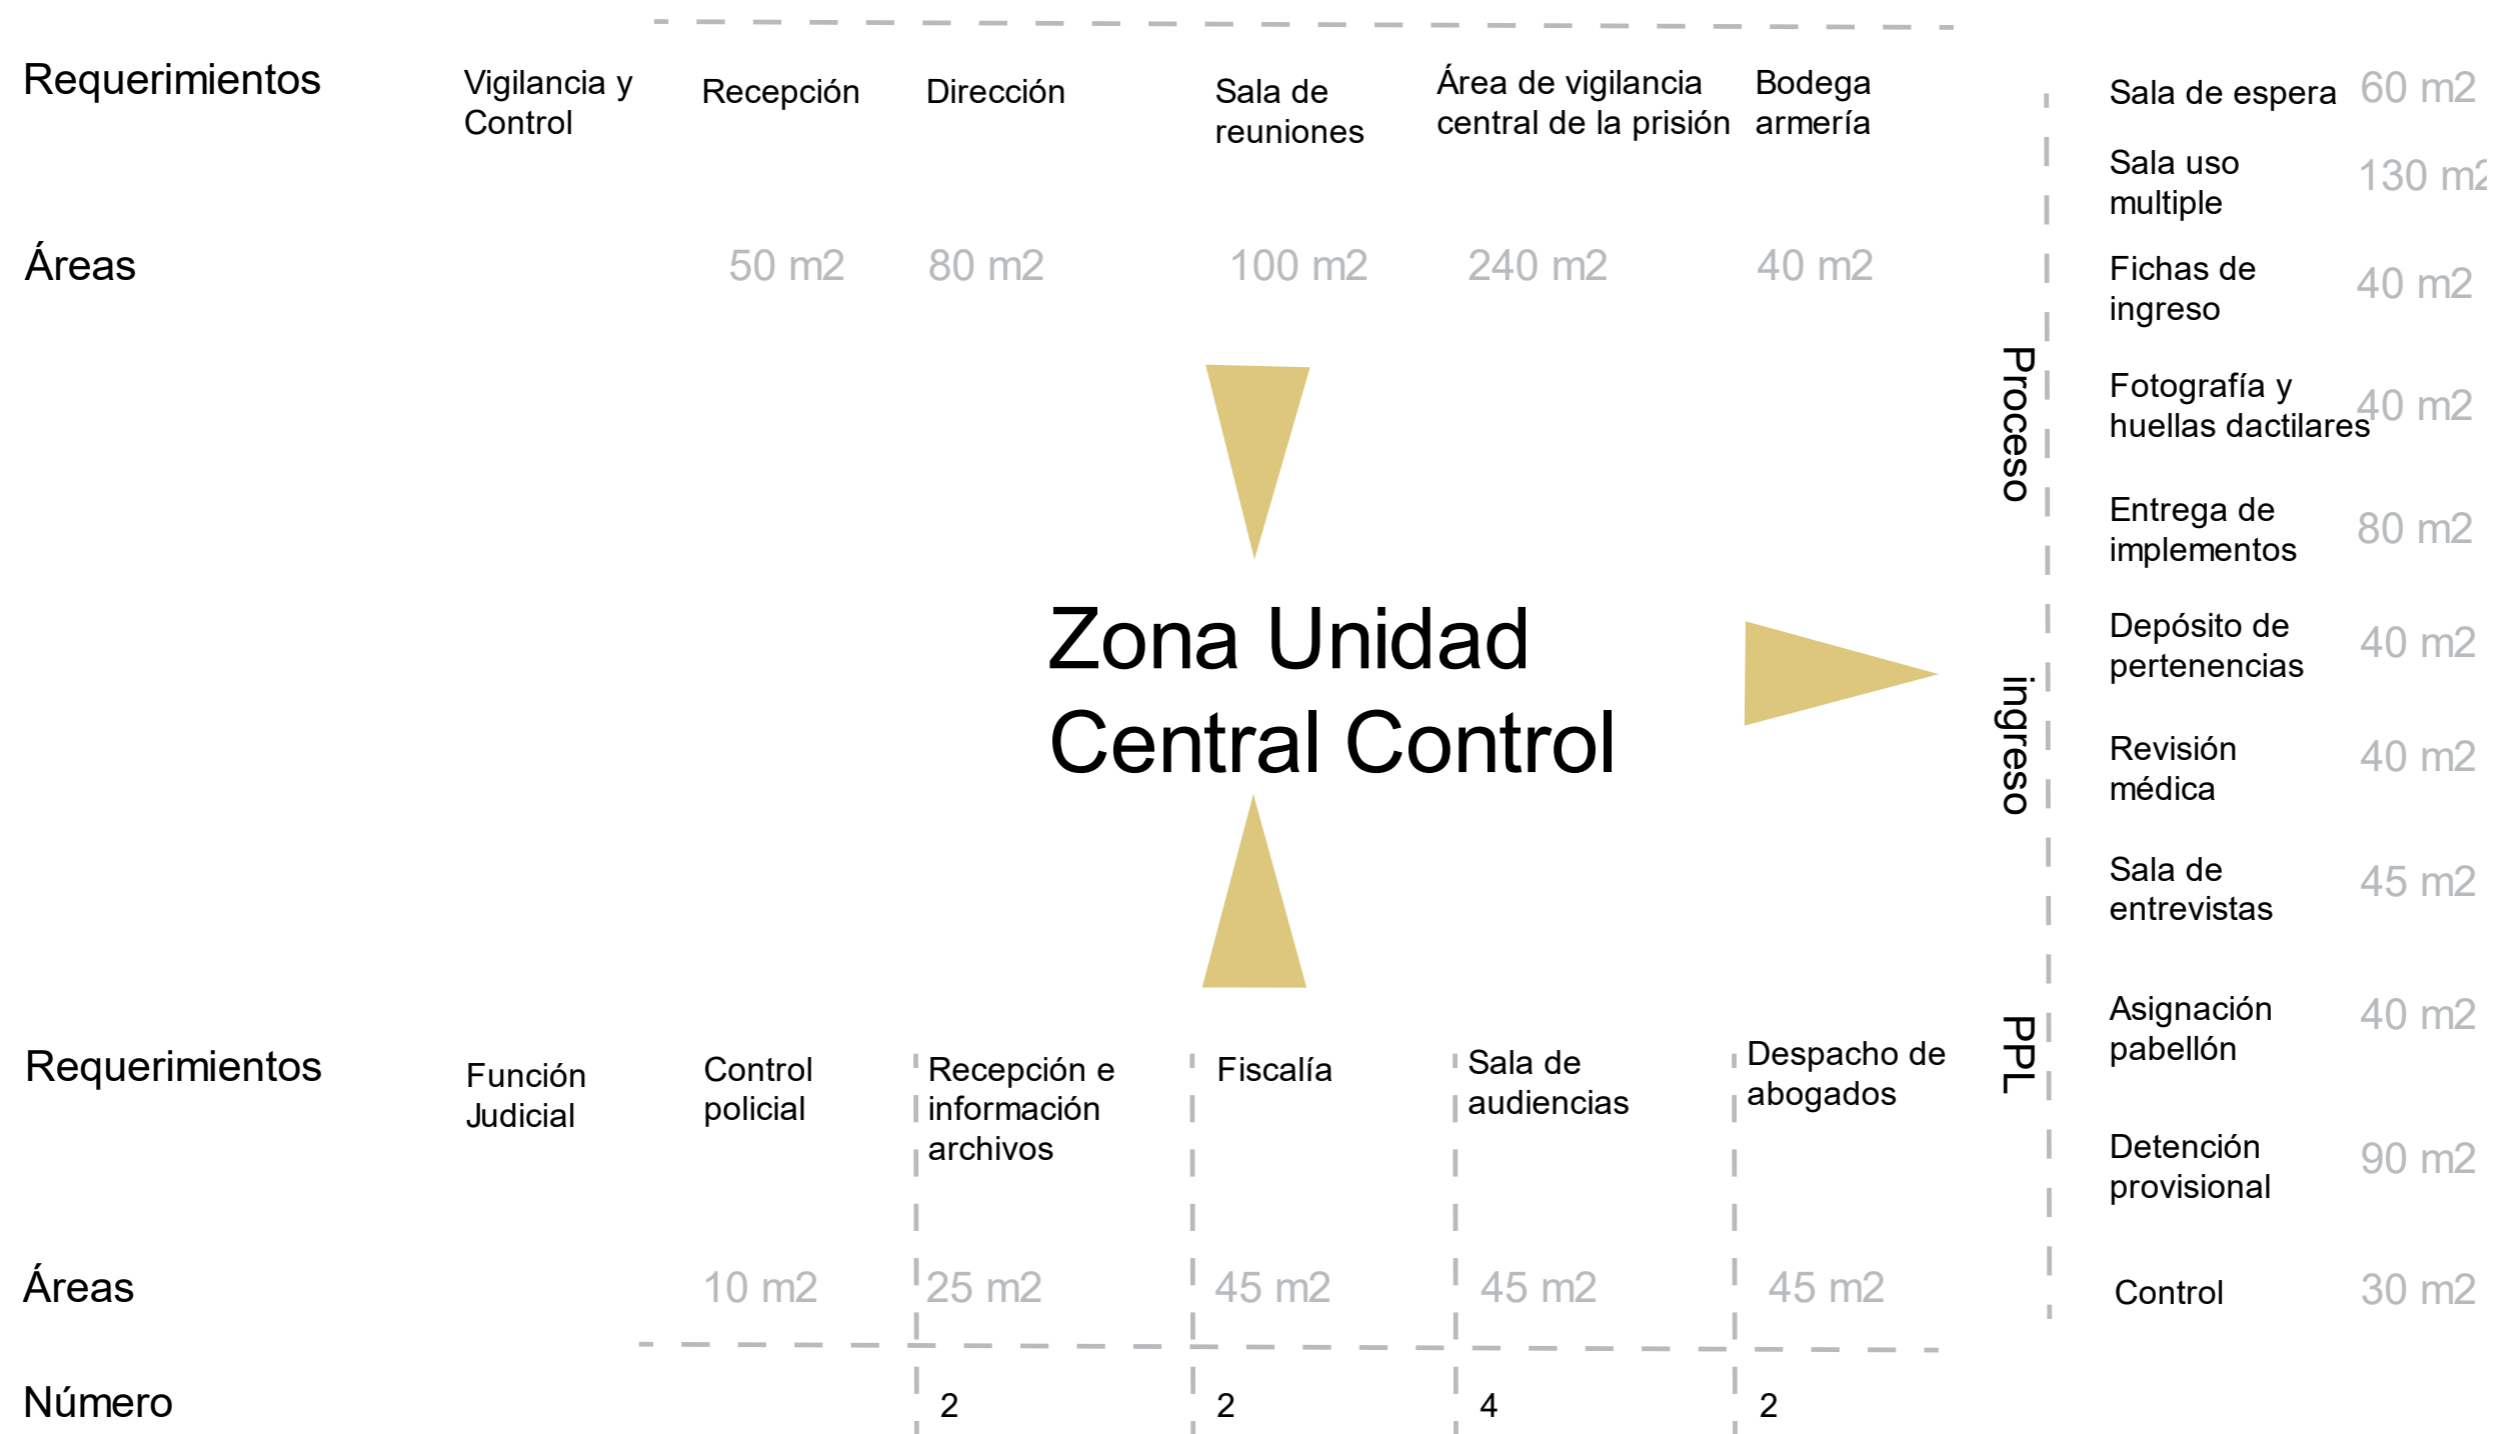 Requerimientos
Vigilancia y
Control
Recepción
Dirección
Sala de
reuniones
Área de vigilancia
central de la prisión
Bodega
armería
Áreas
50 m2
80 m2
100 m2
240 m2
40 m2
Zona Unidad
Central Control
Proceso
ingreso
PPL
Sala de espera
60 m2
Sala uso
multiple
130 m2
Fichas de
ingreso
40 m2
Fotografía y
huellas dactilares
40 m2
Entrega de
implementos
80 m2
Depósito de
pertenencias
40 m2
Revisión
médica
40 m2
Sala de
entrevistas
45 m2
Asignación
pabellón
40 m2
Detención
provisional
90 m2
Control
30 m2
Requerimientos
Función
Judicial
Control
policial
Recepción e
información
archivos
Fiscalía
Sala de
audiencias
Despacho de
abogados
Áreas
10 m2
25 m2
45 m2
45 m2
45 m2
Número
2
2
4
2